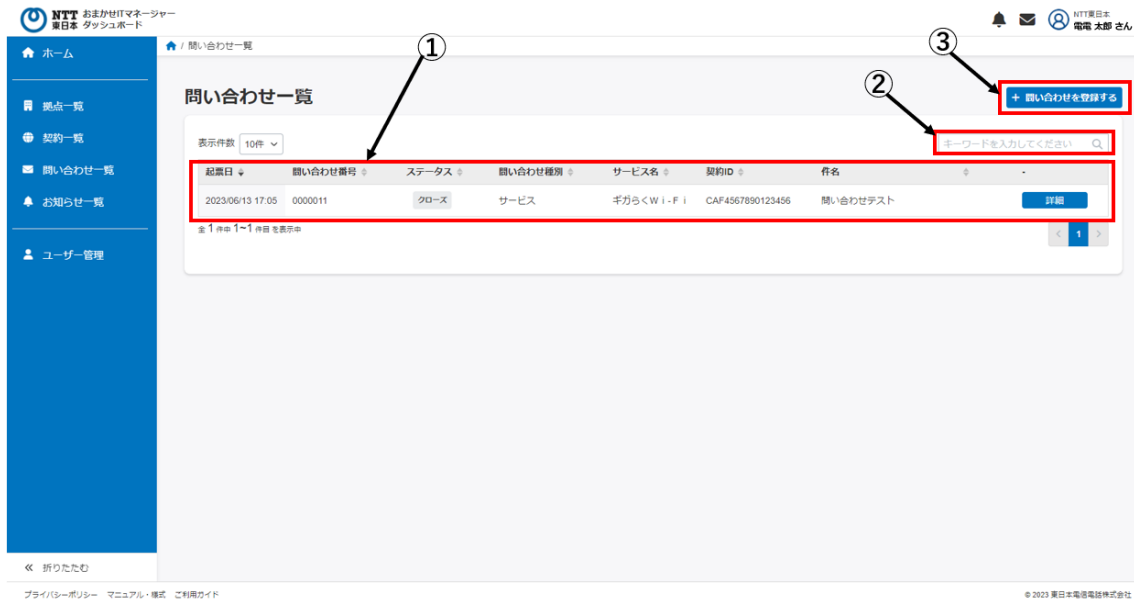 NTT 東日本 おまかせITマネージャー ダッシュボード
NTT東日本
電電 太郎 さん
ホーム
/ 問い合わせ一覧
① ② ③
拠点一覧
契約一覧
問い合わせ一覧
お知らせ一覧
ユーザー管理
問い合わせ一覧
+ 問い合わせを登録する
表示件数 10件
キーワードを入力してください
起票日 問い合わせ番号 ステータス 問い合わせ種別 サービス名 契約ID 件名 -
2023/06/13 17:05 0000011 クローズ サービス ギガらくWi-Fi CAF4567890123456 問い合わせテスト 詳細
全 1 件中 1~1 件目 を表示中
< 1 >
« 折りたたむ
プライバシーポリシー マニュアル・様式 ご利用ガイド
© 2023 東日本電信電話株式会社